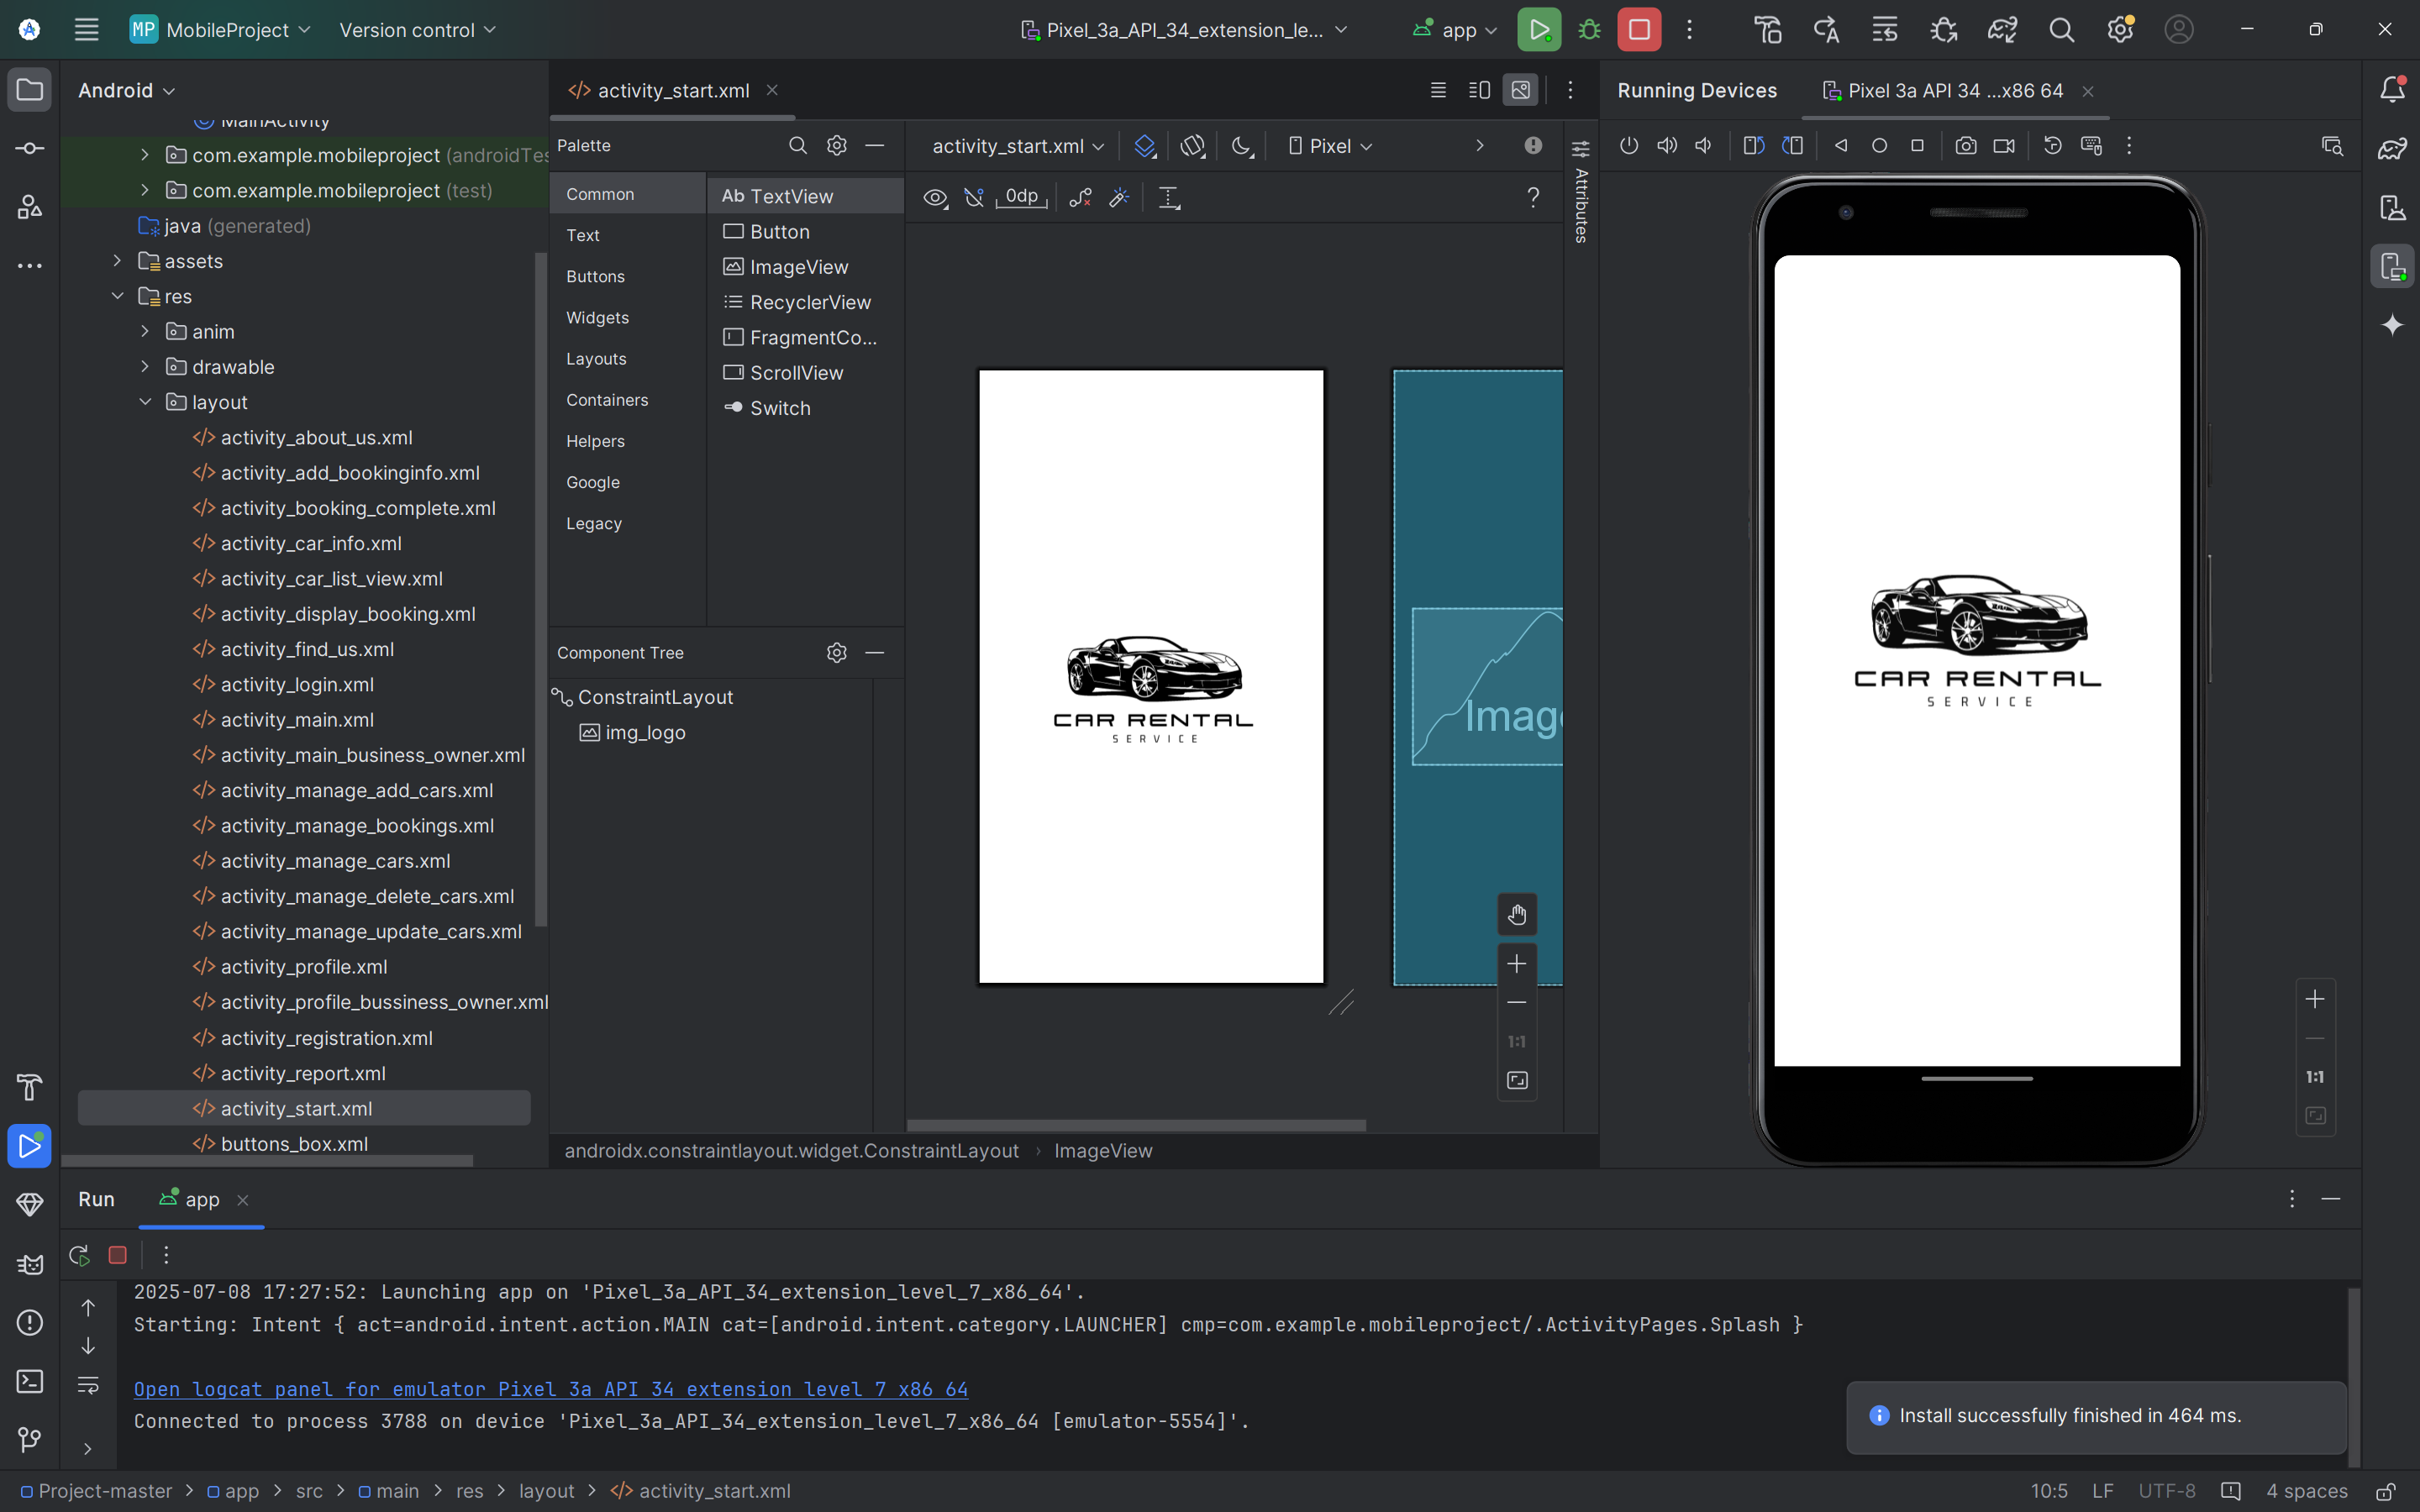 MP MobileProject
Version control
Pixel_3a_API_34_extension_le...
app
Android
activity_start.xml
Running Devices
Pixel 3a API 34 ...x86 64
MainActivity
com.example.mobileproject (androidTes
com.example.mobileproject (test)
java (generated)
assets
res
anim
drawable
layout
activity_about_us.xml
activity_add_bookinginfo.xml
activity_booking_complete.xml
activity_car_info.xml
activity_car_list_view.xml
activity_display_booking.xml
activity_find_us.xml
activity_login.xml
activity_main.xml
activity_main_business_owner.xml
activity_manage_add_cars.xml
activity_manage_bookings.xml
activity_manage_cars.xml
activity_manage_delete_cars.xml
activity_manage_update_cars.xml
activity_profile.xml
activity_profile_bussiness_owner.xml
activity_registration.xml
activity_report.xml
activity_start.xml
buttons_box.xml
Palette
Common
Text
Buttons
Widgets
Layouts
Containers
Helpers
Google
Legacy
Ab TextView
Button
ImageView
RecyclerView
FragmentCo...
ScrollView
Switch
Component Tree
ConstraintLayout
img_logo
activity_start.xml
Pixel
0dp
?
Attributes
CAR RENTAL
SERVICE
Image
1:1
androidx.constraintlayout.widget.ConstraintLayout › ImageView
CAR RENTAL
SERVICE
1:1
Run
app
2025-07-08 17:27:52: Launching app on 'Pixel_3a_API_34_extension_level_7_x86_64'.
Starting: Intent { act=android.intent.action.MAIN cat=[android.intent.category.LAUNCHER] cmp=com.example.mobileproject/.ActivityPages.Splash }
Open logcat panel for emulator Pixel 3a API 34 extension level 7 x86 64
Connected to process 3788 on device 'Pixel_3a_API_34_extension_level_7_x86_64 [emulator-5554]'.
Install successfully finished in 464 ms.
Project-master > app > src > main > res > layout > activity_start.xml
10:5 LF UTF-8 4 spaces